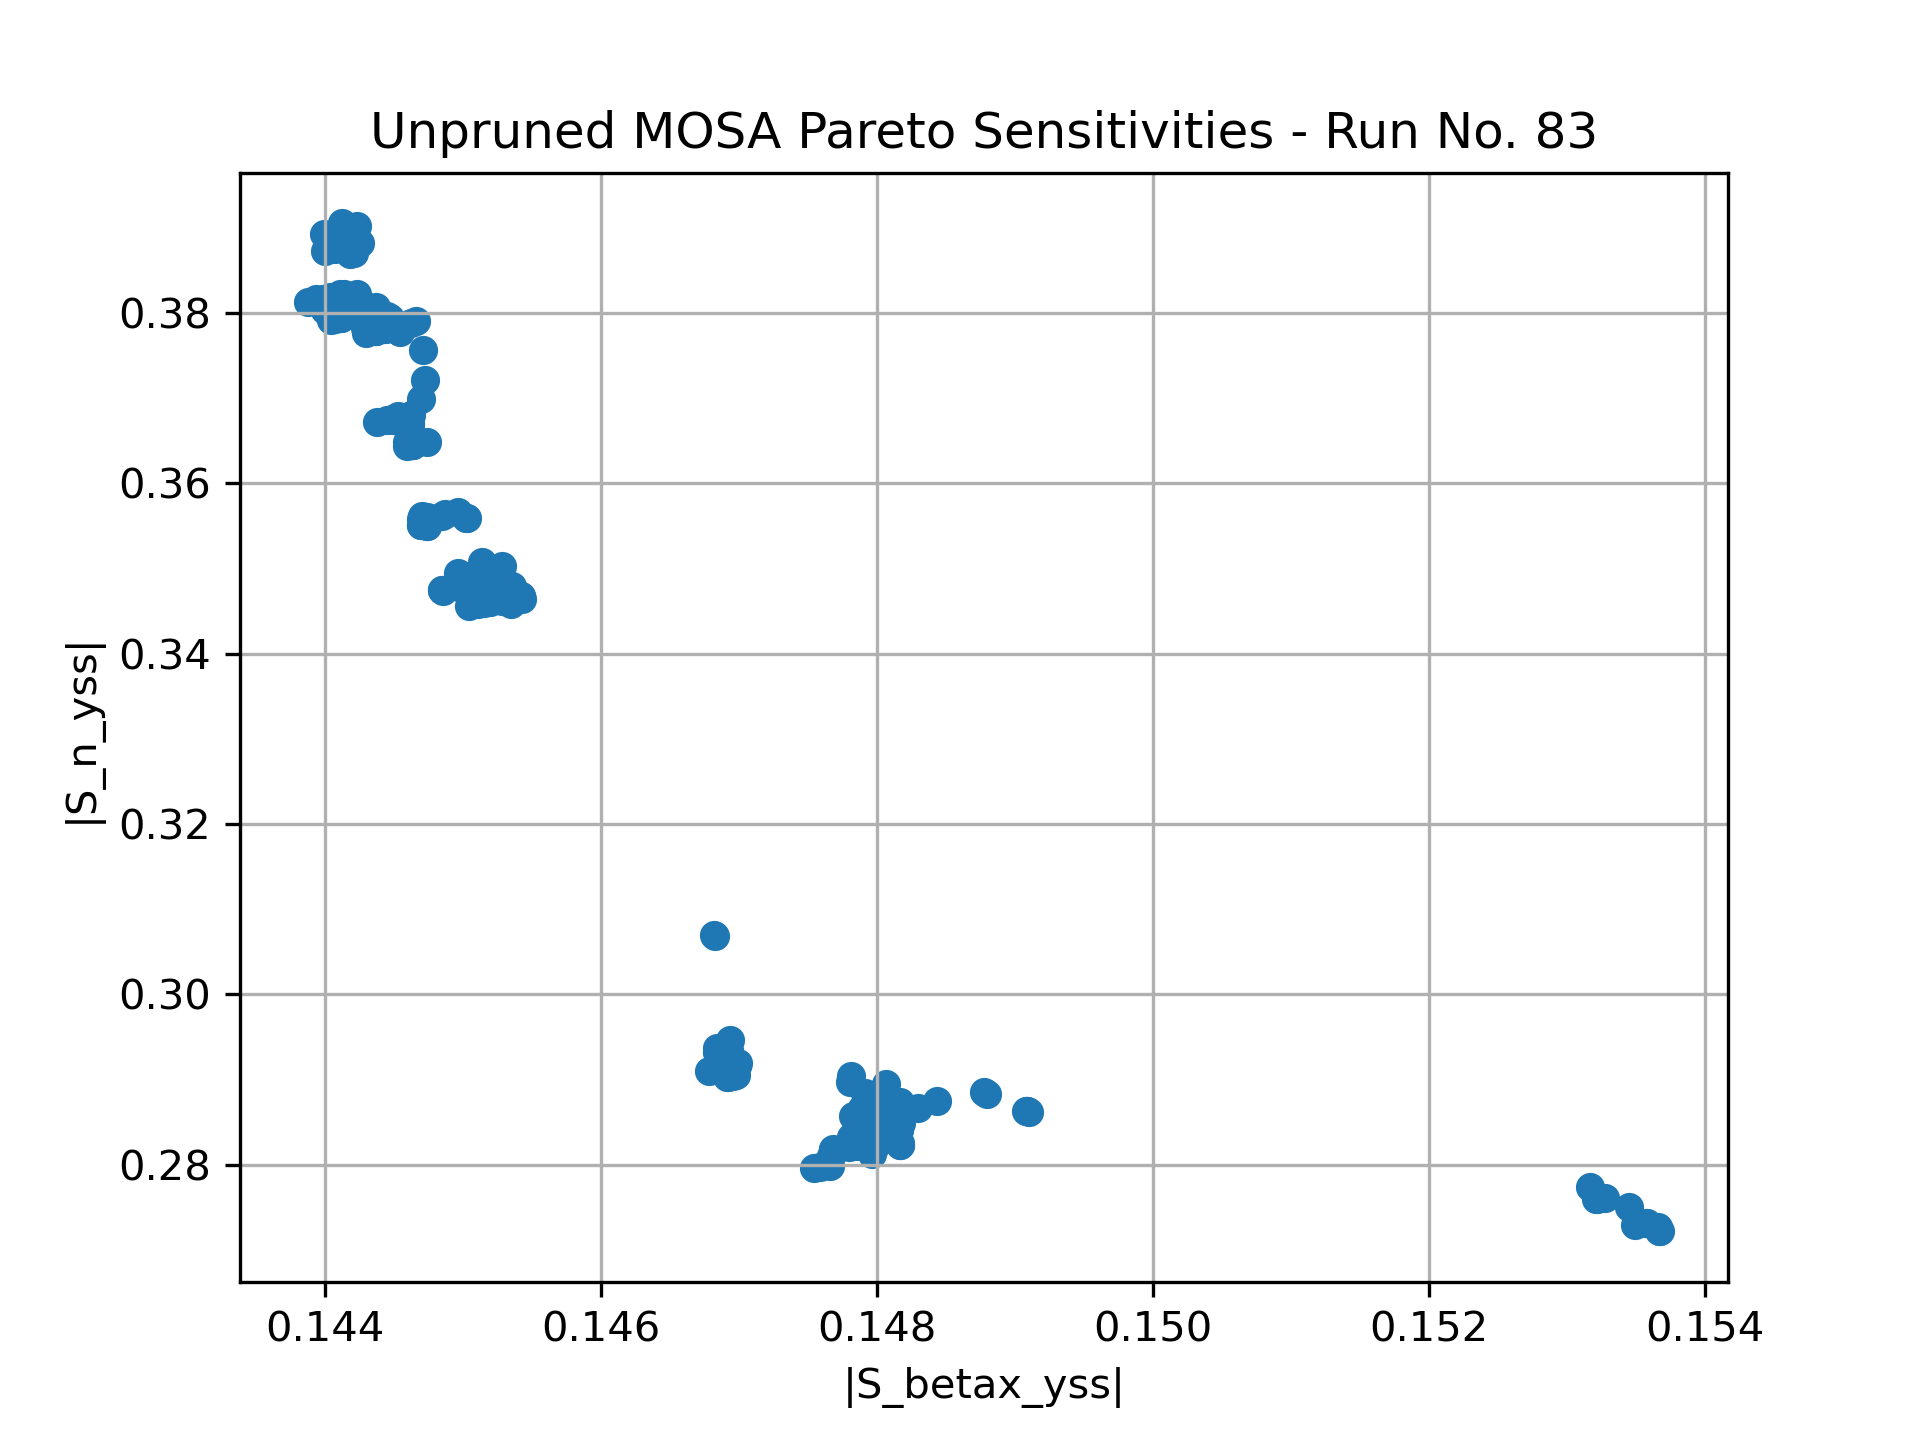 Unpruned MOSA Pareto Sensitivities - Run No. 83
|S_n_yss|
0.38
0.36
0.34
0.32
0.30
0.28
0.144 0.146 0.148 0.150 0.152 0.154
|S_betax_yss|